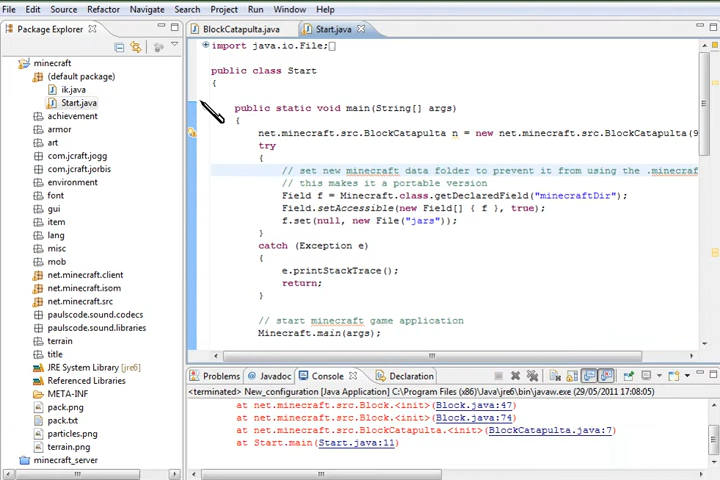 File Edit Source Refactor Navigate Search Project Run Window Help
Package Explorer
minecraft
(default package)
ik.java
Start.java
achievement
armor
art
com.jcraft.jogg
com.jcraft.jorbis
environment
font
gui
item
lang
misc
mob
net.minecraft.client
net.minecraft.isom
net.minecraft.src
paulscode.sound.codecs
paulscode.sound.libraries
terrain
title
JRE System Library [jre6]
Referenced Libraries
META-INF
pack.png
pack.txt
particles.png
terrain.png
minecraft_server
BlockCatapulta.java Start.java
import java.io.File;
public class Start
{
public static void main(String[] args)
{
net.minecraft.src.BlockCatapulta n = new net.minecraft.src.BlockCatapulta(9
try
{
// set new minecraft data folder to prevent it from using the .minecraf
// this makes it a portable version
Field f = Minecraft.class.getDeclaredField("minecraftDir");
Field.setAccessible(new Field[] { f }, true);
f.set(null, new File("jars"));
}
catch (Exception e)
{
e.printStackTrace();
return;
}
// start minecraft game application
Minecraft.main(args);
Problems Javadoc Console Declaration
<terminated> New_configuration [Java Application] C:\Program Files\Java\jre6\bin\javaw.exe (29/05/2011 17:08:05)
at net.minecraft.src.Block.<init>(Block.java:47)
at net.minecraft.src.Block.<init>(Block.java:74)
at net.minecraft.src.BlockCatapulta.<init>(BlockCatapulta.java:7)
at Start.main(Start.java:11)